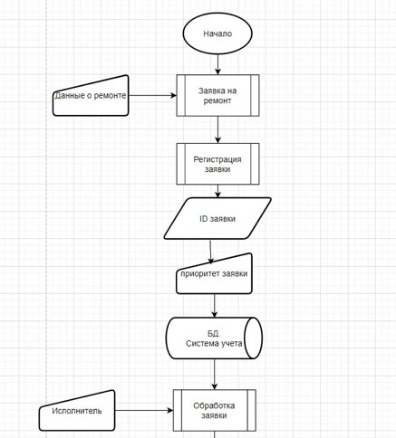 Начало
Данные о ремонте
Заявка на
ремонт
Регистрация
заявки
ID заявки
приоритет заявки
БД.
Система учета
Исполнитель
Обработка
заявки